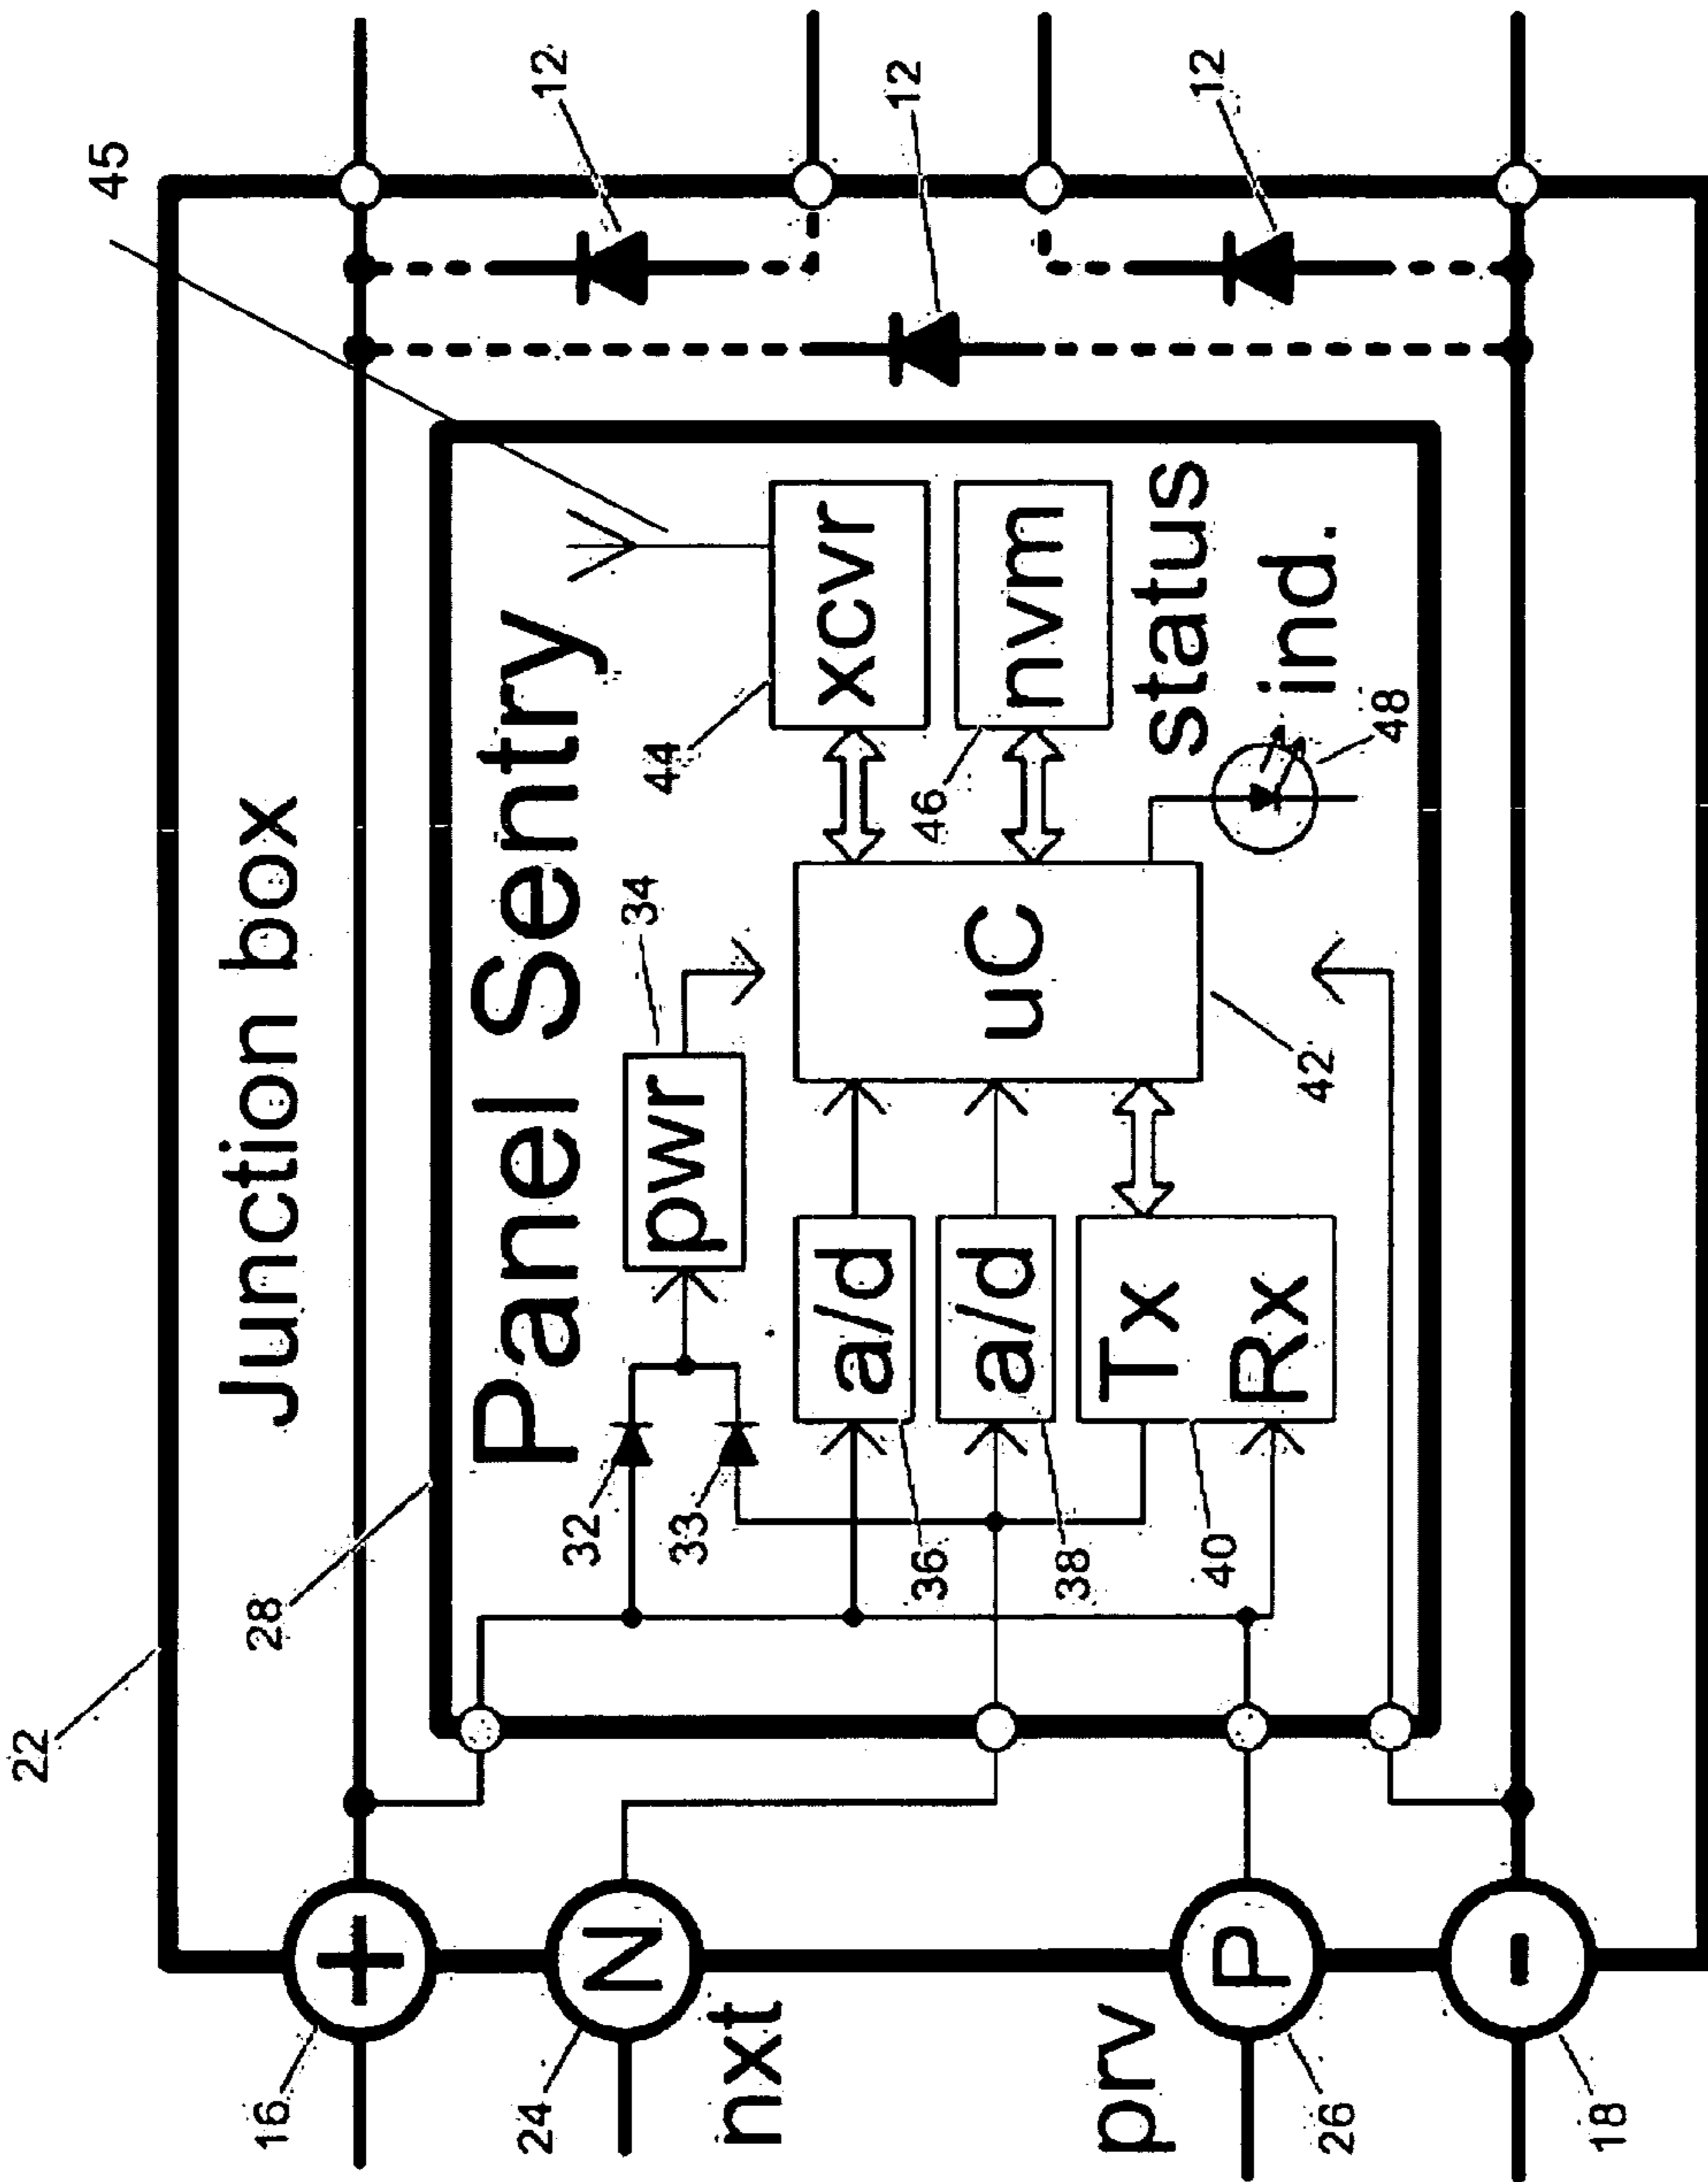 22
45
Junction box
28
Panel Sentry
12
12
12
16
+
24
N
nxt
prv
26
P
18
-
32
33
34
pwr
36
a/d
38
a/d
40
Tx
Rx
uC
42
44
xcvr
46
nvm
status
ind.
48